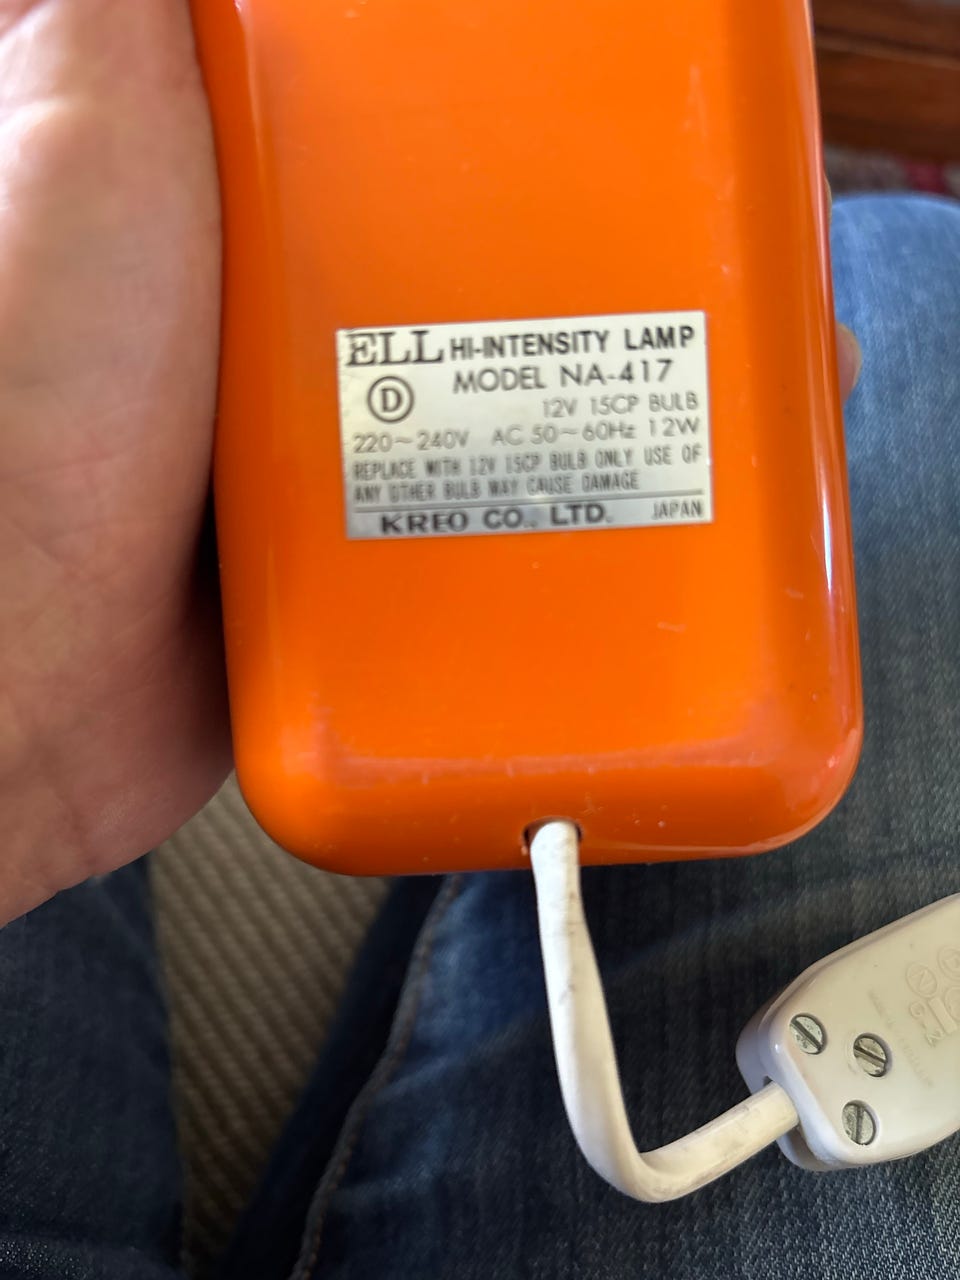 ELL HI-INTENSITY LAMP
MODEL NA-417
D
12V 15CP BULB
220~240V AC 50~60Hz 12W
REPLACE WITH 12V 15CP BULB ONLY USE OF
ANY OTHER BULB MAY CAUSE DAMAGE
KREO CO., LTD. JAPAN